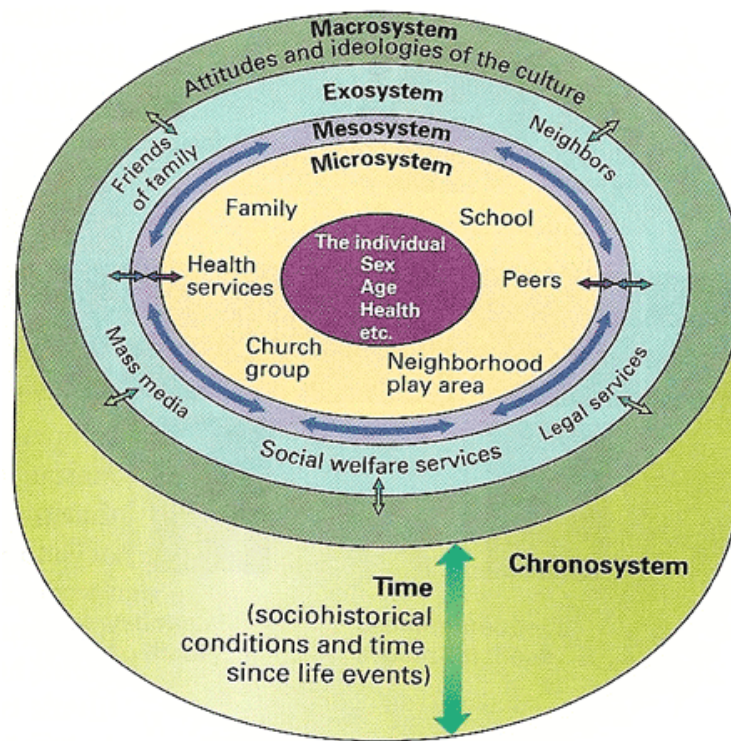 Macrosystem
Attitudes and ideologies of the culture
Exosystem
Mesosystem
Microsystem
Friends
of family
Neighbors
Family
School
The individual
Sex
Age
Health
etc.
Health
services
Peers
Church
group
Neighborhood
play area
Mass media
Social welfare services
Legal services
Chronosystem
Time
(sociohistorical
conditions and time
since life events)